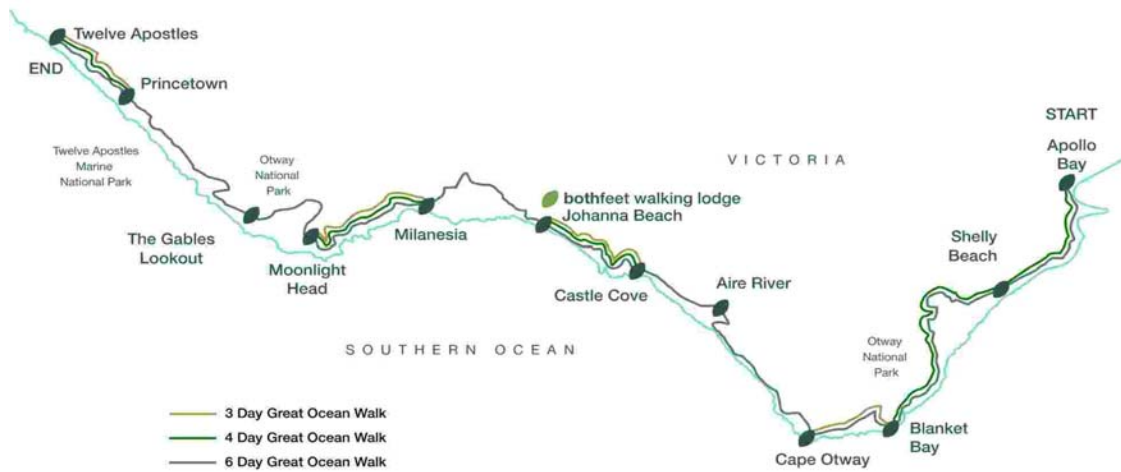 Twelve Apostles
END
Princetown
START
Apollo
Bay
Twelve Apostles
Marine
National Park
Otway
National
Park
VICTORIA
bothfeet walking lodge
Johanna Beach
The Gables
Lookout
Moonlight
Head
Milanesia
Castle Cove
Aire River
Shelly
Beach
SOUTHERN OCEAN
Otway
National
Park
3 Day Great Ocean Walk
4 Day Great Ocean Walk
6 Day Great Ocean Walk
Cape Otway
Blanket
Bay